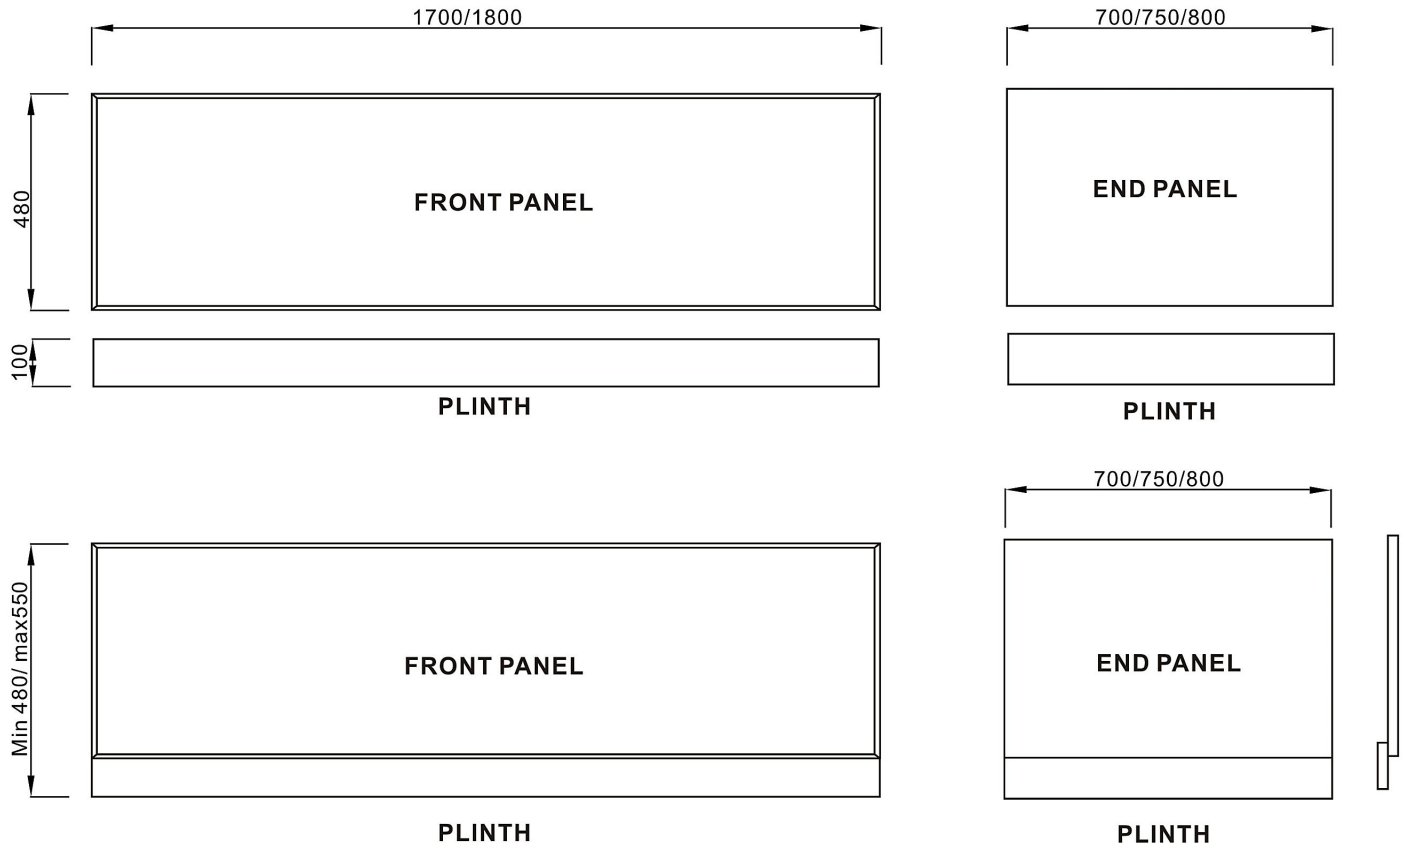 1700/1800
700/750/800
480
FRONT PANEL
END PANEL
100
PLINTH
PLINTH
700/750/800
Min 480/ max550
FRONT PANEL
END PANEL
PLINTH
PLINTH